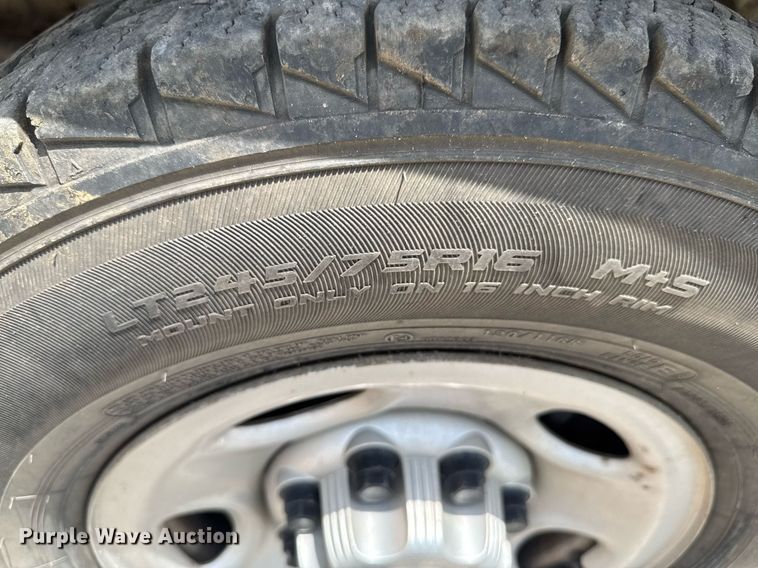 LT245/75R16 M+S
MOUNT ONLY ON 16 INCH RIM
Purple Wave Auction